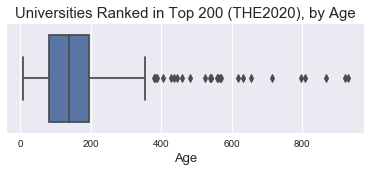 Universities Ranked in Top 200 (THE2020), by Age
0 200 400 600 800
Age